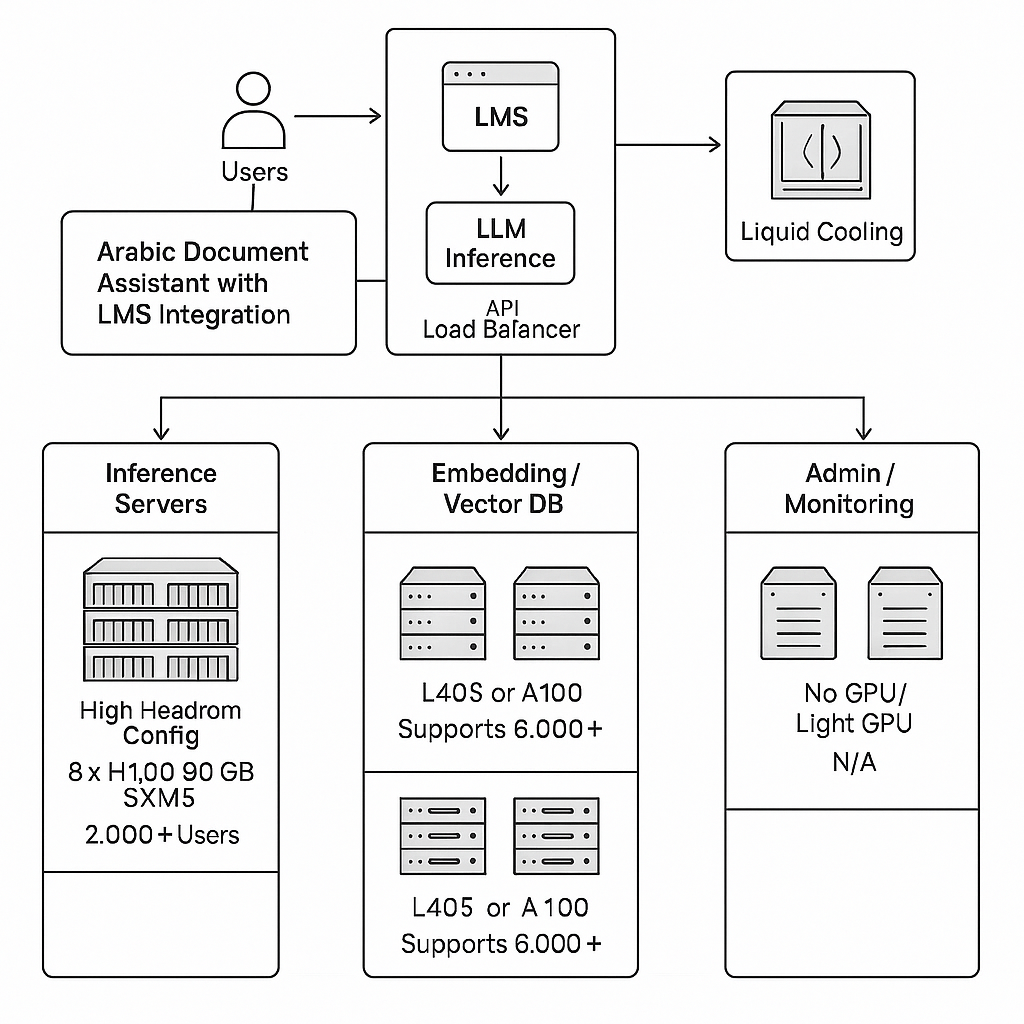 LMS
Users
LLM
Inference
API
Load Balancer
Liquid Cooling
Arabic Document
Assistant with
LMS Integration
Inference
Servers
High Headrom
Config
8 x H1,00 90 GB
SXM5
2.000+ Users
Embedding /
Vector DB
L40S or A100
Supports 6.000+
L405 or A 100
Supports 6.000+
Admin /
Monitoring
No GPU/
Light GPU
N/A